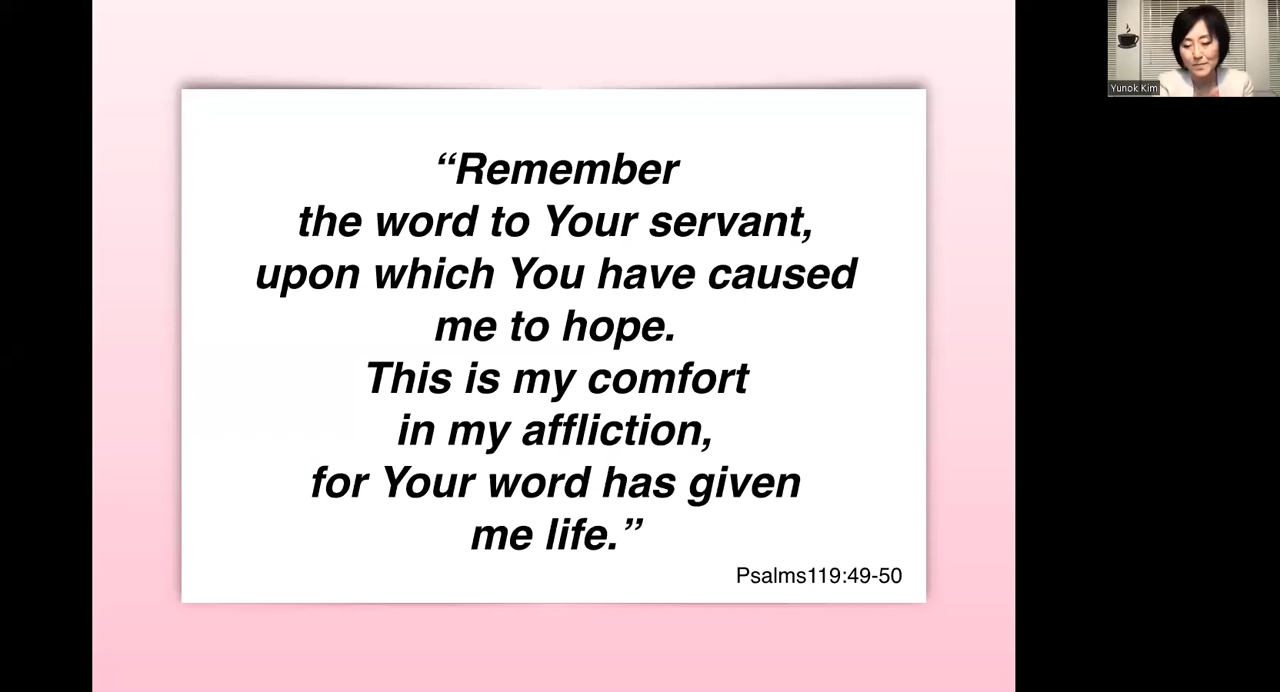 “Remember
the word to Your servant,
upon which You have caused
me to hope.
This is my comfort
in my affliction,
for Your word has given
me life.”
Psalms119:49-50
Yunok Kim